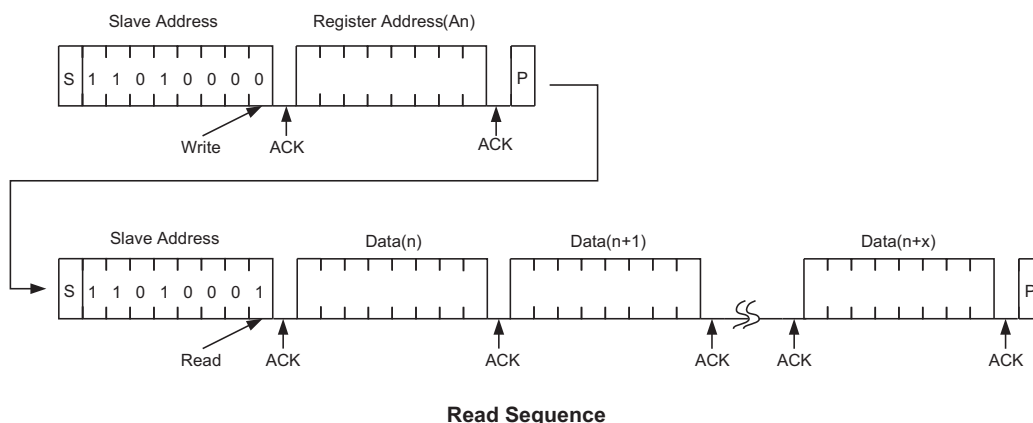 Slave Address Register Address(An)
S 1 1 0 1 0 0 0 0 P
Write ACK ACK
Slave Address Data(n) Data(n+1) Data(n+x)
S 1 1 0 1 0 0 0 1 P
Read ACK ACK ACK ACK ACK
Read Sequence